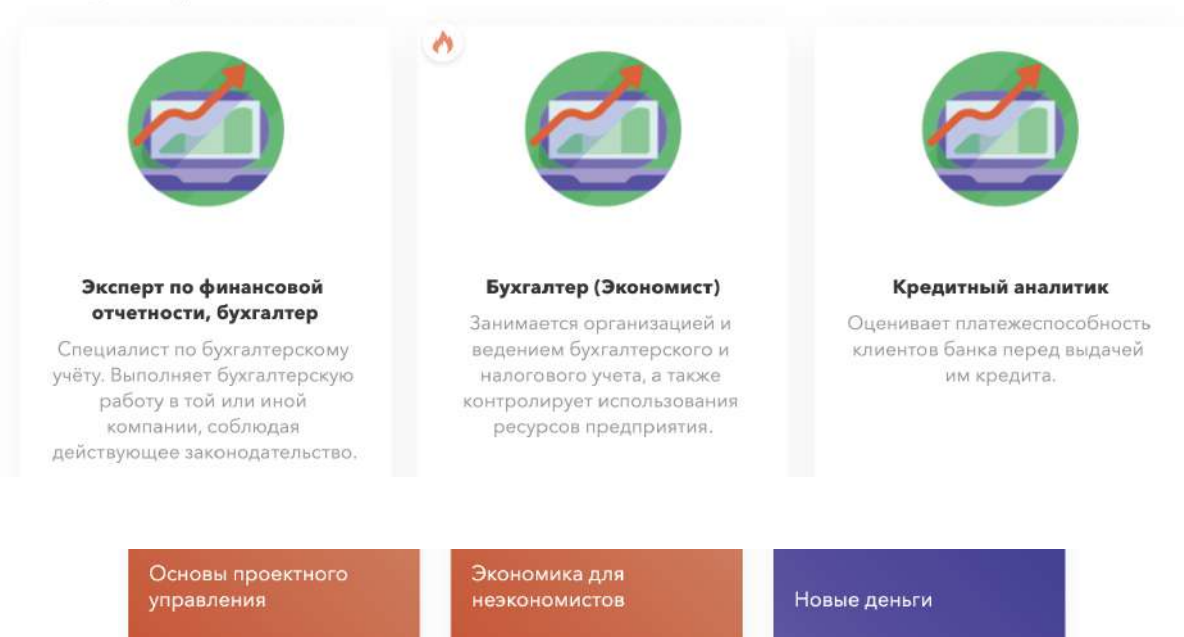 Эксперт по финансовой
отчетности, бухгалтер
Специалист по бухгалтерскому
учёту. Выполняет бухгалтерскую
работу в той или иной
компании, соблюдая
действующее законодательство.
Бухгалтер (Экономист)
Занимается организацией и
ведением бухгалтерского и
налогового учета, а также
контролирует использования
ресурсов предприятия.
Кредитный аналитик
Оценивает платежеспособность
клиентов банка перед выдачей
им кредита.
Основы проектного
управления
Экономика для
неэкономистов
Новые деньги